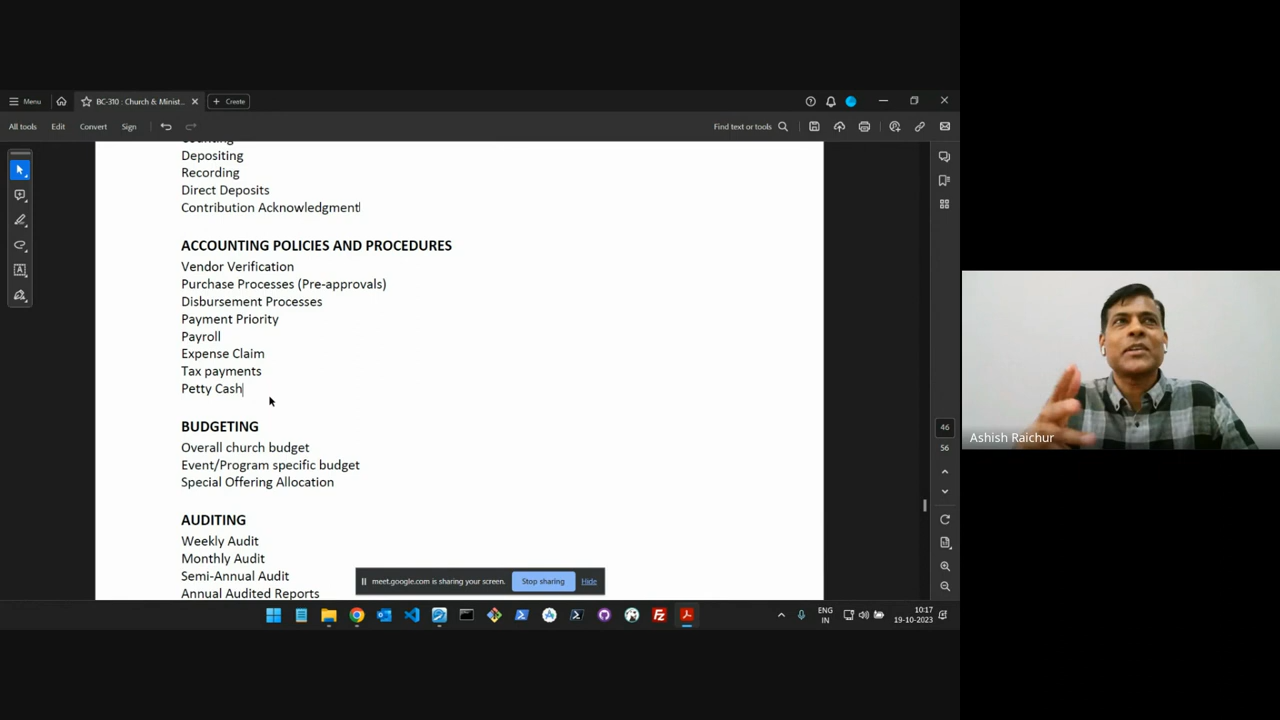 Menu
BC-310 : Church & Minist...
Create
All tools
Edit
Convert
Sign
Find text or tools
Counting
Depositing
Recording
Direct Deposits
Contribution Acknowledgment
ACCOUNTING POLICIES AND PROCEDURES
Vendor Verification
Purchase Processes (Pre-approvals)
Disbursement Processes
Payment Priority
Payroll
Expense Claim
Tax payments
Petty Cash
BUDGETING
Overall church budget
Event/Program specific budget
Special Offering Allocation
AUDITING
Weekly Audit
Monthly Audit
Semi-Annual Audit
Annual Audited Reports
46
56
meet.google.com is sharing your screen.
Stop sharing
Hide
ENG
IN
10:17
19-10-2023
Ashish Raichur